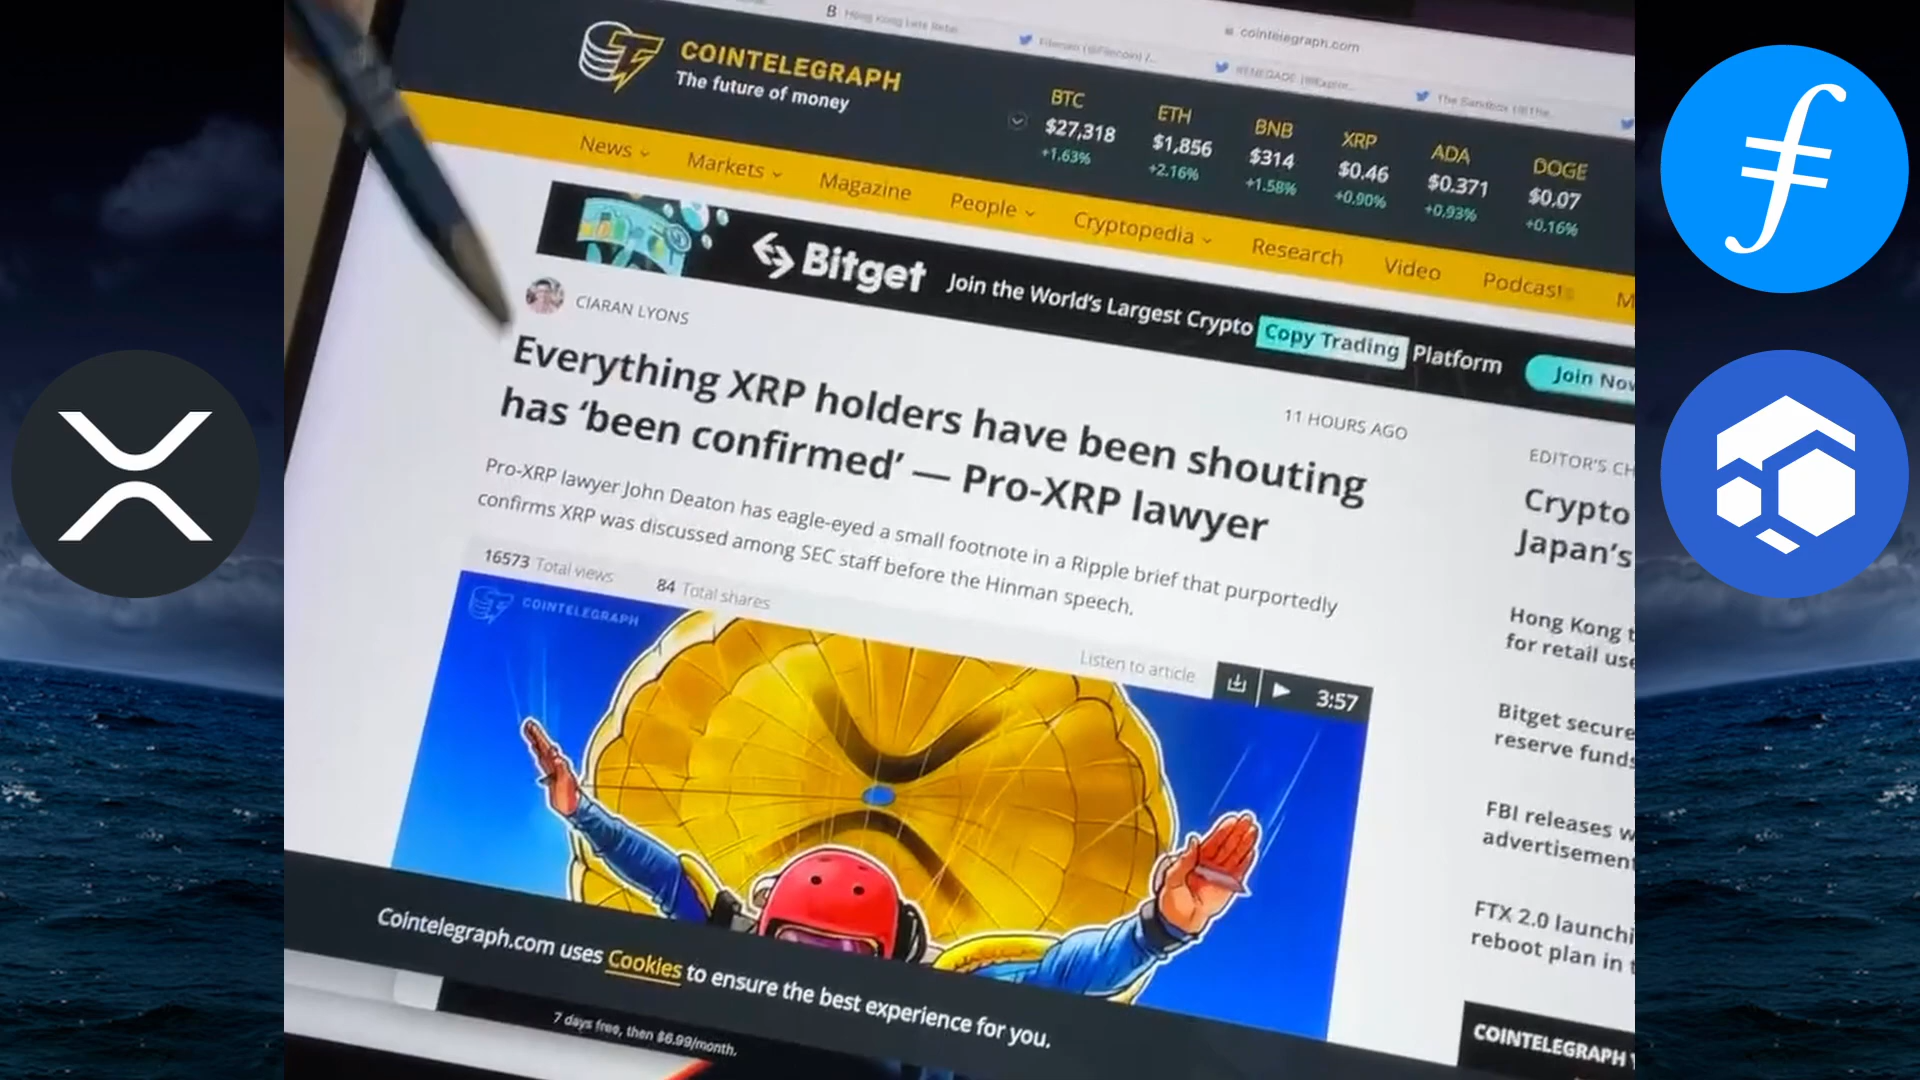 cointelegraph.com
COINTELEGRAPH
The future of money
BTC
$27,318
+1.63%
ETH
$1,856
+2.16%
BNB
$314
+1.58%
XRP
$0.46
+0.90%
ADA
$0.371
+0.93%
DOGE
$0.07
+0.16%
News
Markets
Magazine
People
Cryptopedia
Research
Video
Podcast
M
Bitget
Join the World's Largest Crypto Copy Trading Platform
Join Now
CIARAN LYONS
11 HOURS AGO
Everything XRP holders have been shouting
has ‘been confirmed’ — Pro-XRP lawyer
Pro-XRP lawyer John Deaton has eagle-eyed a small footnote in a Ripple brief that purportedly
confirms XRP was discussed among SEC staff before the Hinman speech.
16573 Total views
84 Total shares
Listen to article
3:57
COINTELEGRAPH
EDITOR'S CH
Crypto
Japan's
Hong Kong t
for retail use
Bitget secure
reserve funds
FBI releases w
advertisement
FTX 2.0 launchi
reboot plan in t
COINTELEGRAPH Y
Cointelegraph.com uses Cookies to ensure the best experience for you.
7 days free, then $6.99/month.